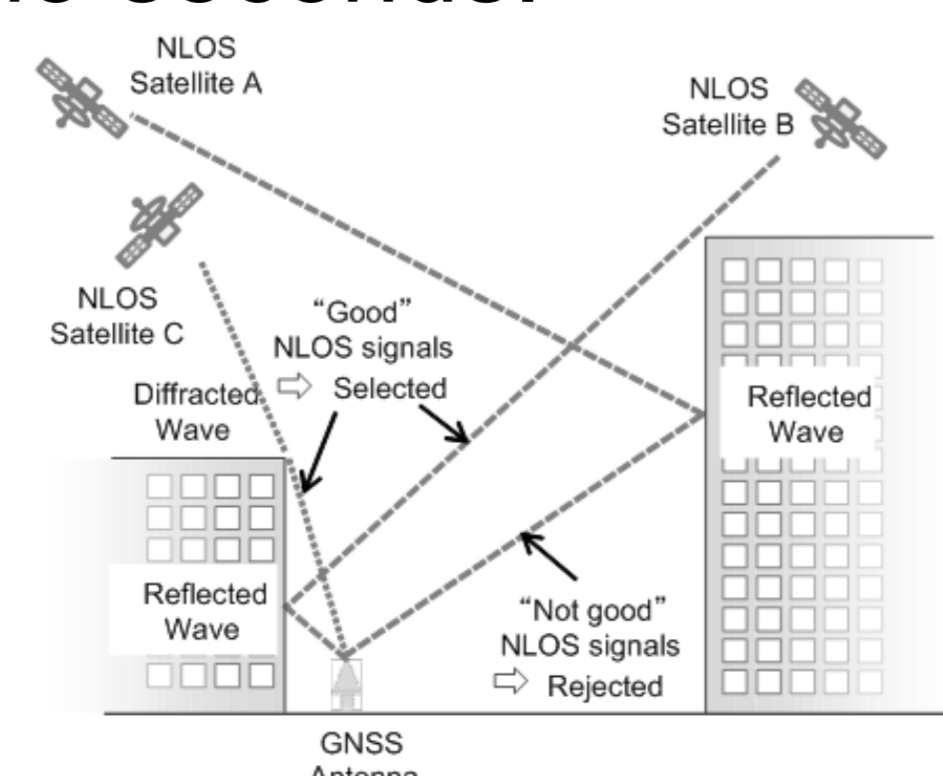 NLOS
Satellite A
NLOS
Satellite B
NLOS
Satellite C
“Good”
NLOS signals
⇨ Selected
Diffracted
Wave
Reflected
Wave
Reflected
Wave
“Not good”
NLOS signals
⇨ Rejected
GNSS
Antenna